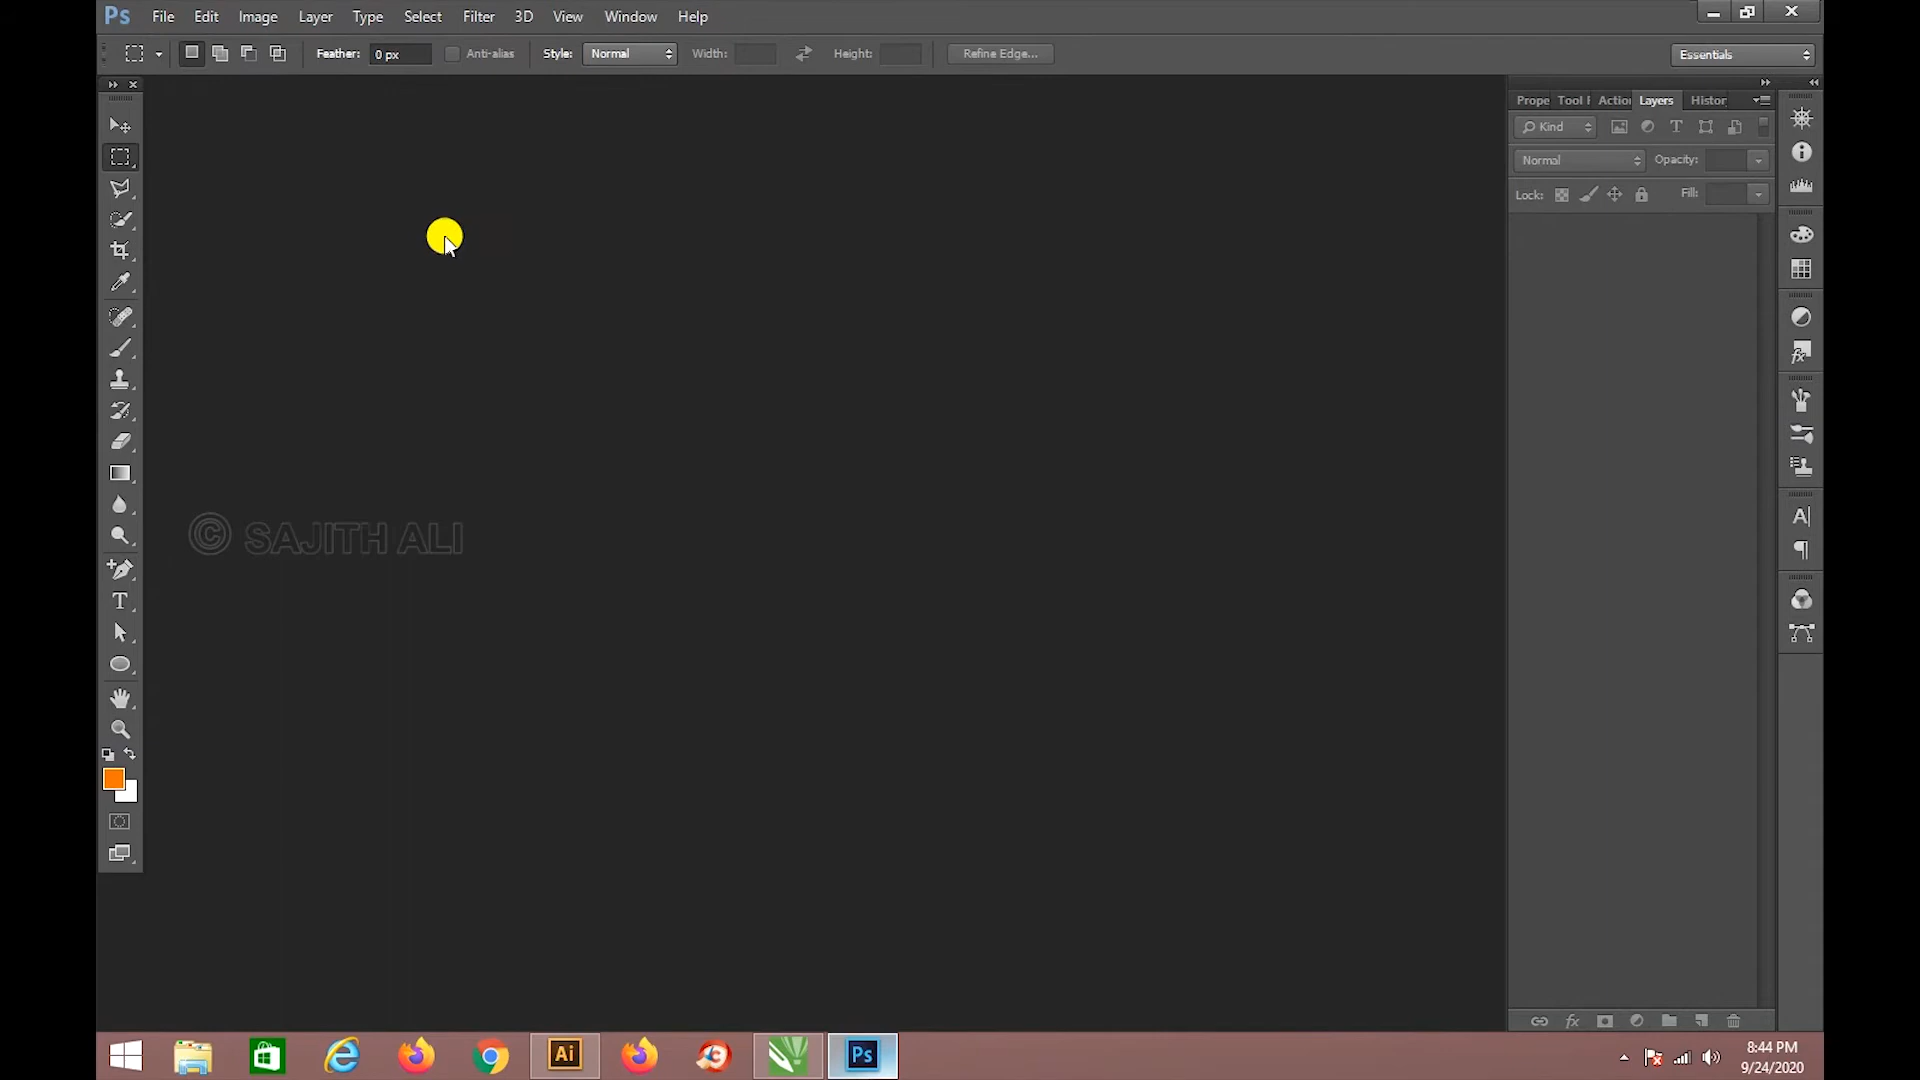 Ps File Edit Image Layer Type Select Filter 3D View Window Help
Feather: 0 px Anti-alias Style: Normal Width: Height: Refine Edge... Essentials
Prope Tool Actio Layers Histor
Kind
Normal Opacity:
Lock: Fill:
© SAJITH ALI
Ai Ps
8:44 PM
9/24/2020